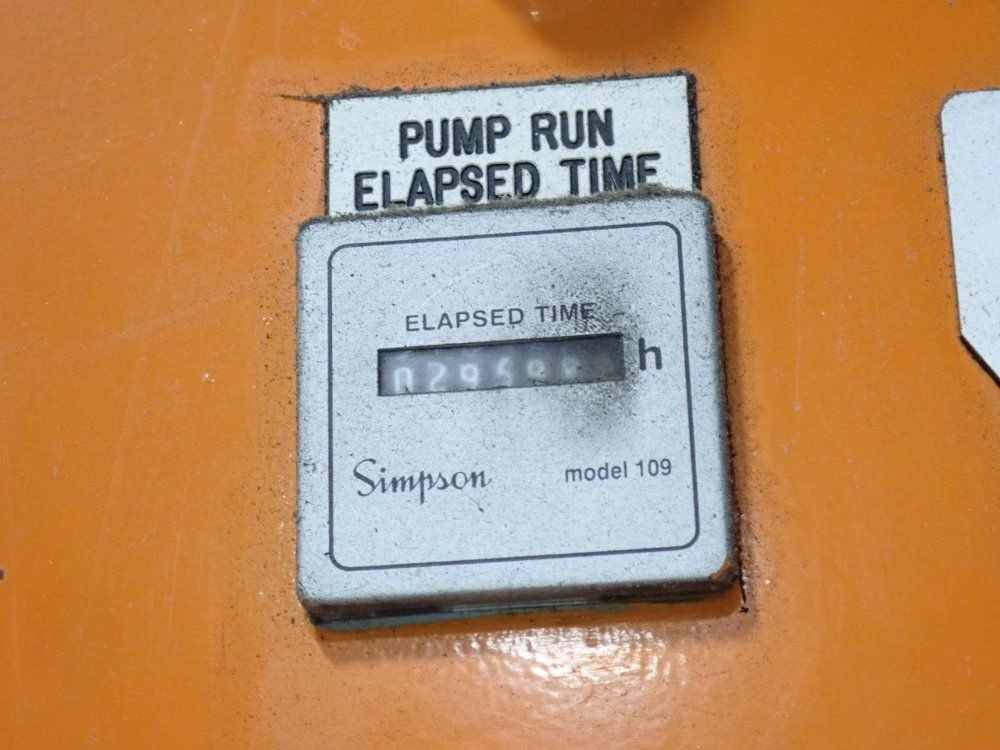 PUMP RUN
ELAPSED TIME
ELAPSED TIME
h
Simpson
model 109